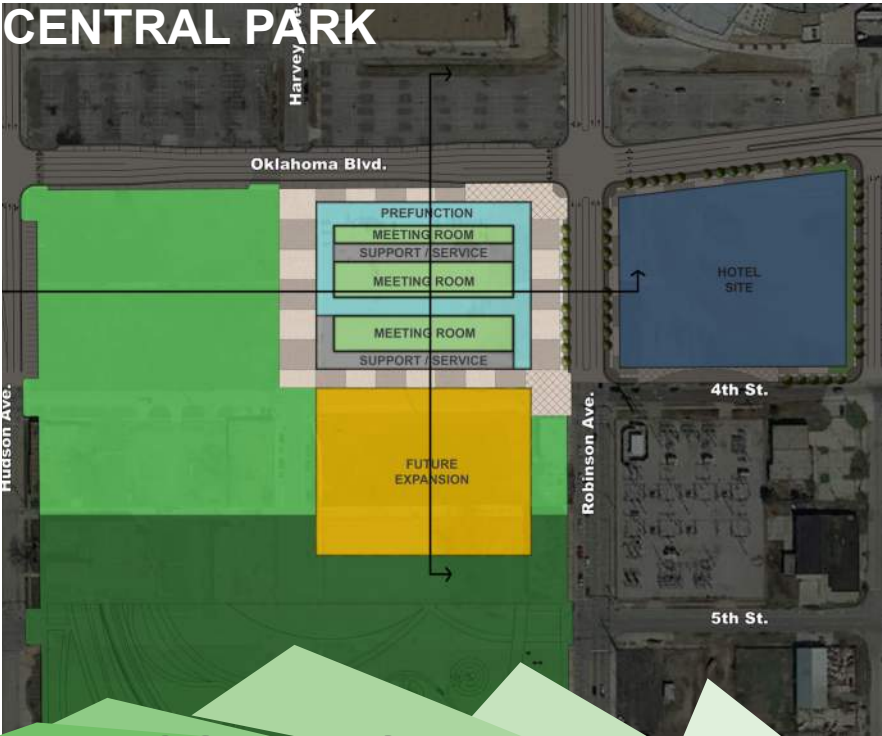 CENTRAL PARK
Harvey Ave.
Oklahoma Blvd.
PREFUNCTION
MEETING ROOM
SUPPORT / SERVICE
MEETING ROOM
HOTEL
SITE
MEETING ROOM
SUPPORT / SERVICE
4th St.
Hudson Ave.
Robinson Ave.
FUTURE
EXPANSION
5th St.